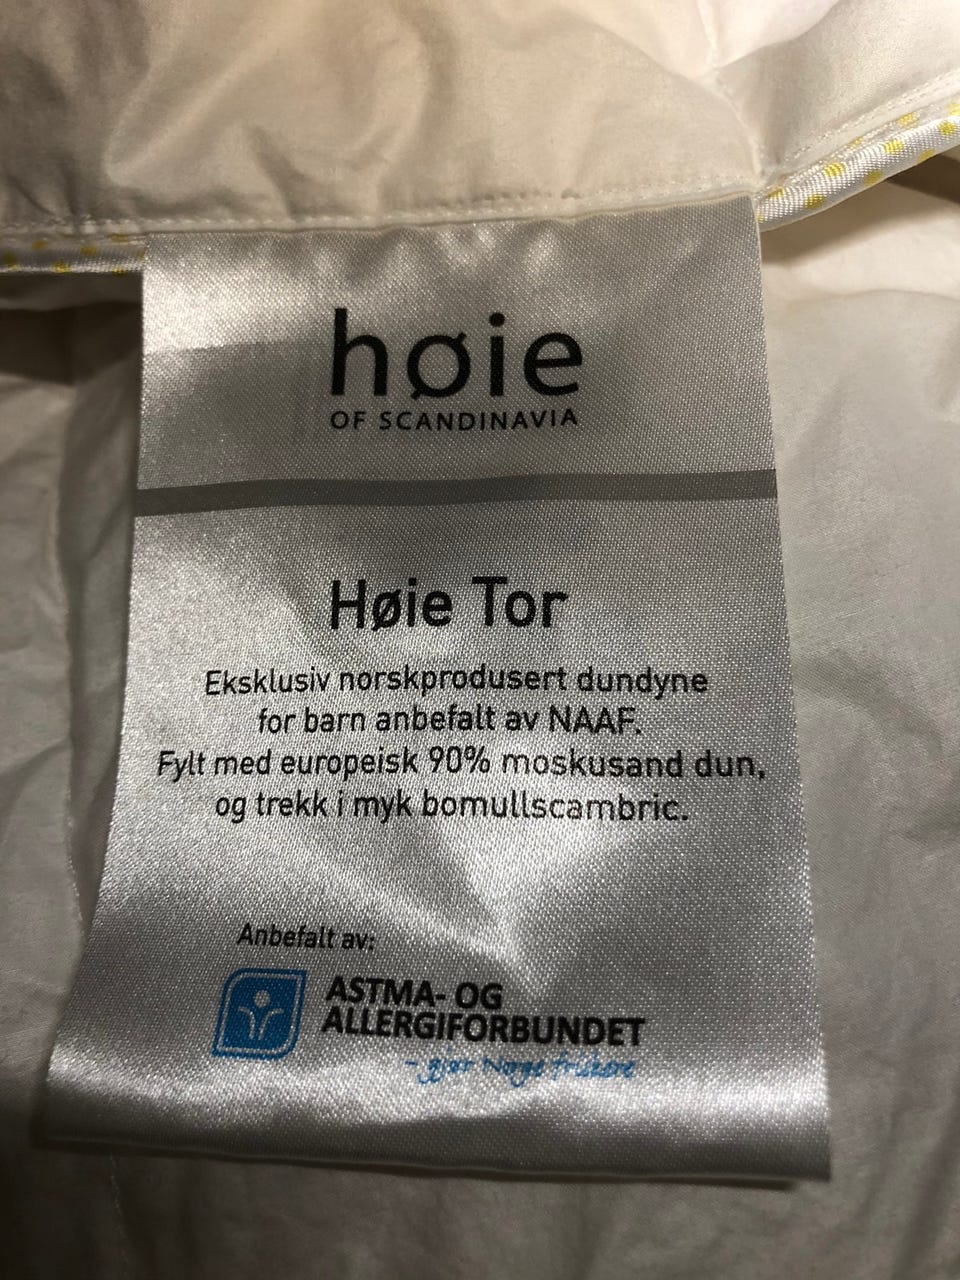 høie
OF SCANDINAVIA
Høie Tor
Eksklusiv norskprodusert dundyne
for barn anbefalt av NAAF.
Fylt med europeisk 90% moskusand dun,
og trekk i myk bomullscambric.
Anbefalt av:
ASTMA- OG
ALLERGIFORBUNDET
- gjør Norge friskere